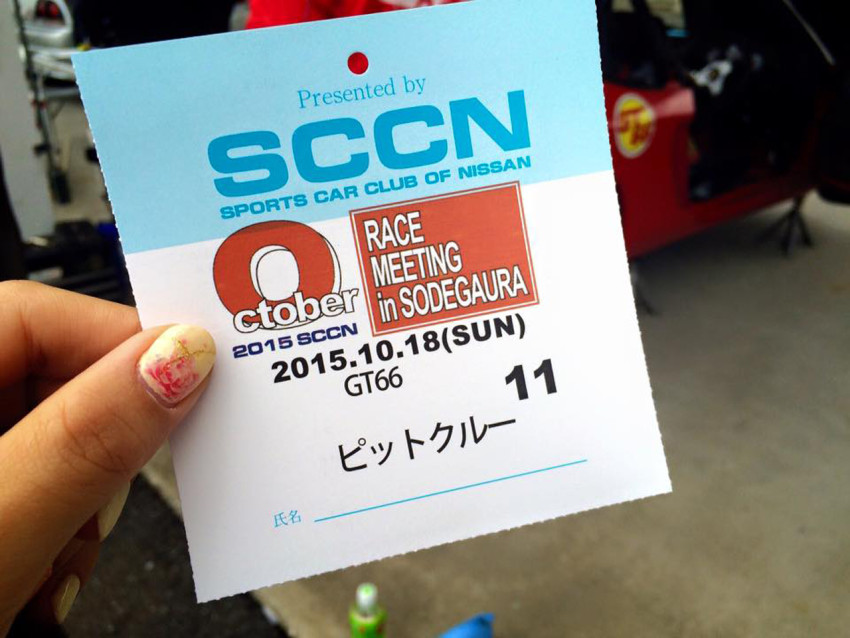 Presented by
SCCN
SPORTS CAR CLUB OF NISSAN
October
2015 SCCN
RACE
MEETING
in SODEGAURA
2015.10.18(SUN)
GT66
11
ピットクルー
氏名